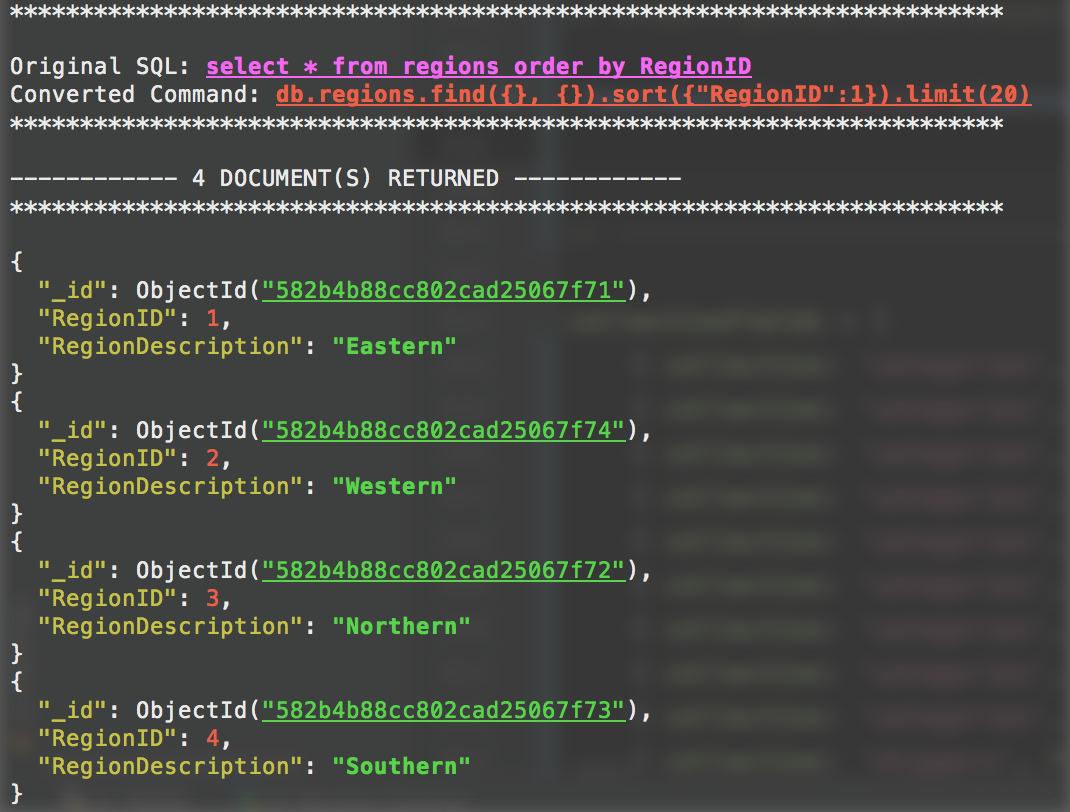 ***********************************************************************
Original SQL: select * from regions order by RegionID
Converted Command: db.regions.find({}, {}).sort({"RegionID":1}).limit(20)
***********************************************************************
------------ 4 DOCUMENT(S) RETURNED ------------
***********************************************************************
{
"_id": ObjectId("582b4b88cc802cad25067f71"),
"RegionID": 1,
"RegionDescription": "Eastern"
}
{
"_id": ObjectId("582b4b88cc802cad25067f74"),
"RegionID": 2,
"RegionDescription": "Western"
}
{
"_id": ObjectId("582b4b88cc802cad25067f72"),
"RegionID": 3,
"RegionDescription": "Northern"
}
{
"_id": ObjectId("582b4b88cc802cad25067f73"),
"RegionID": 4,
"RegionDescription": "Southern"
}